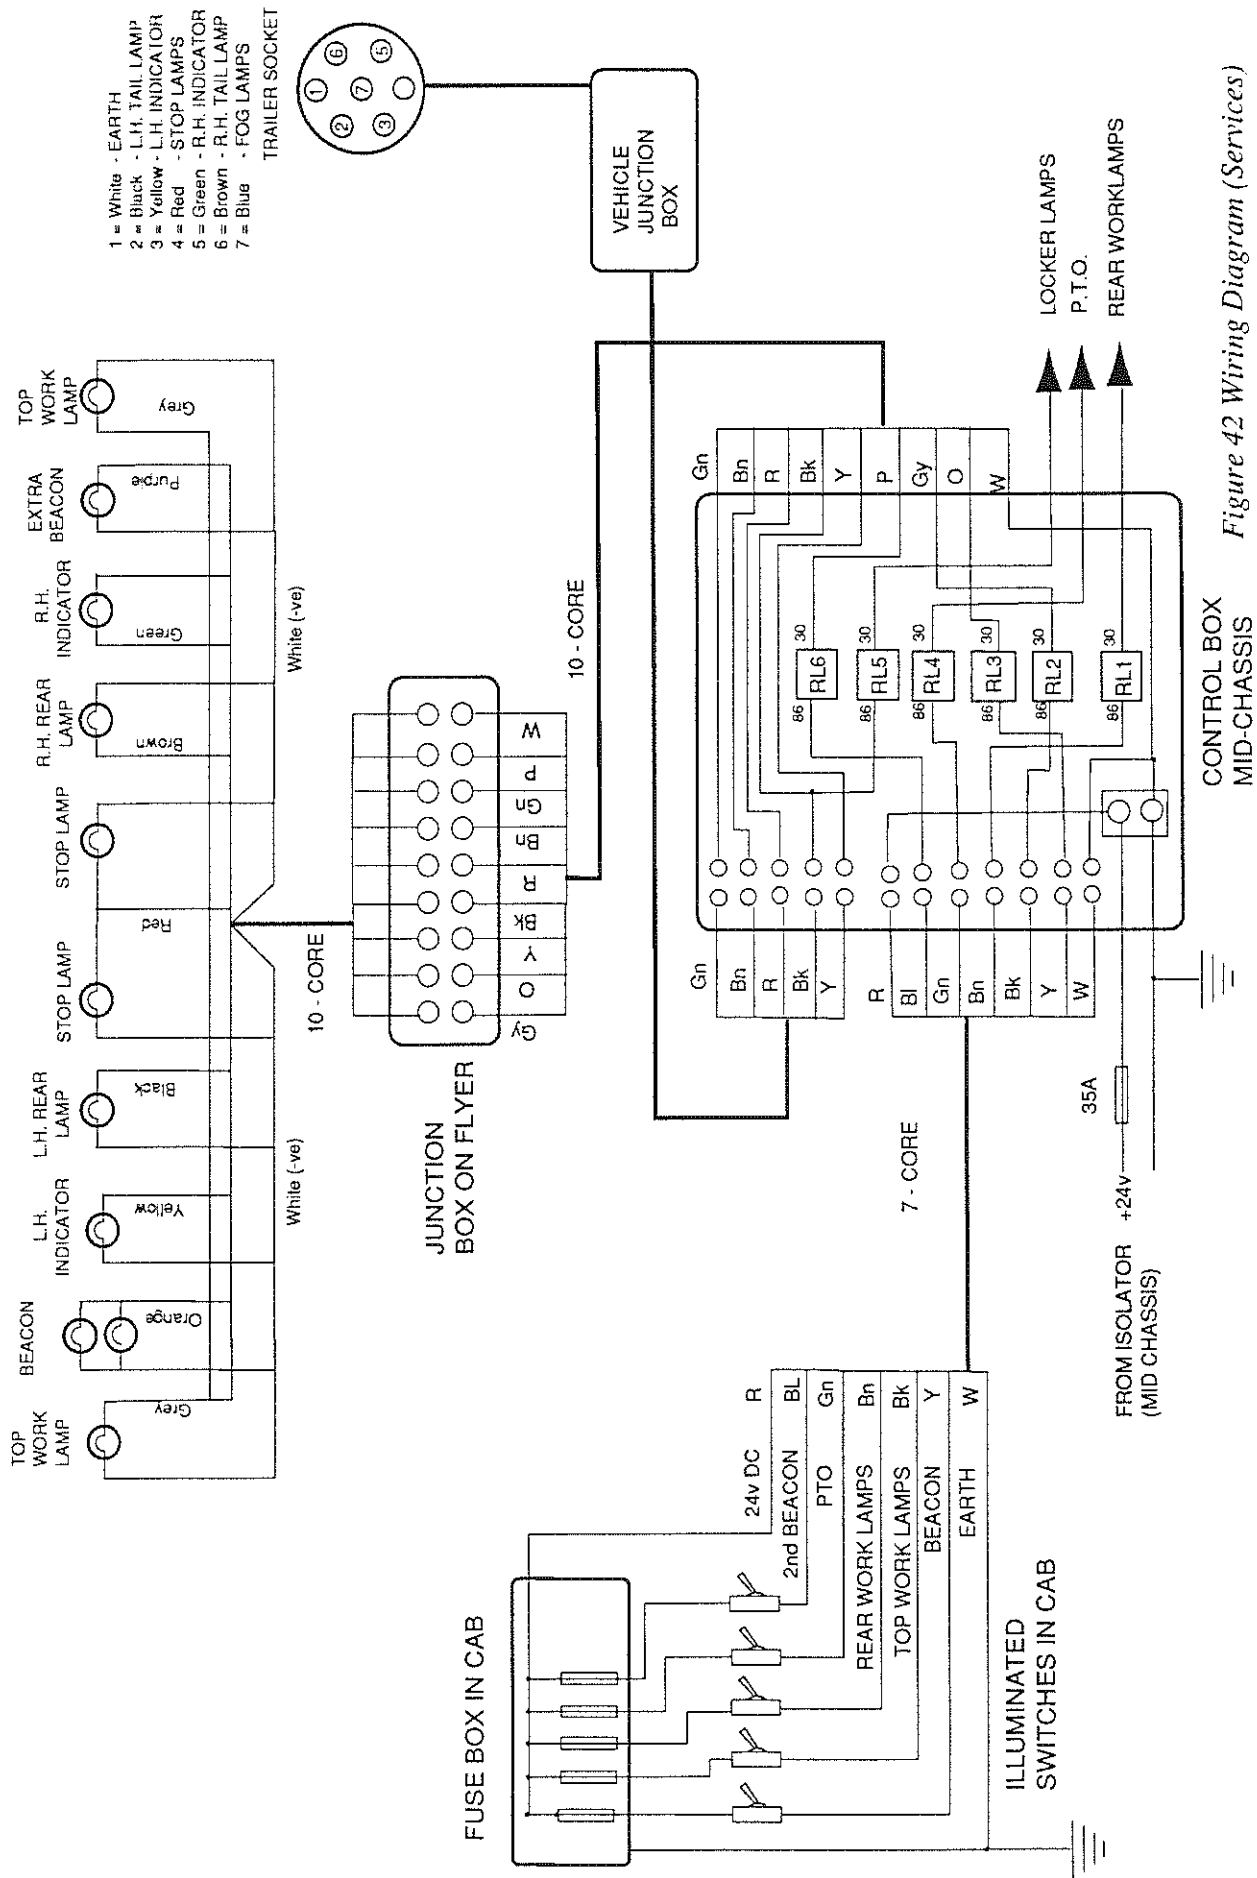 1 = White - EARTH
2 = Black - L.H. TAIL LAMP
3 = Yellow - L.H. INDICATOR
4 = Red - STOP LAMPS
5 = Green - R.H. INDICATOR
6 = Brown - R.H. TAIL LAMP
7 = Blue - FOG LAMPS
TRAILER SOCKET
1
2
3
5
6
7
VEHICLE
JUNCTION
BOX
TOP
WORK
LAMP
BEACON
L.H.
INDICATOR
L.H. REAR
LAMP
STOP LAMP
STOP LAMP
R.H. REAR
LAMP
R.H.
INDICATOR
EXTRA
BEACON
TOP
WORK
LAMP
Grey
Orange
Yellow
Black
Red
Brown
Green
Purple
Grey
White (-ve)
White (-ve)
10 - CORE
JUNCTION
BOX ON FLYER
Gy
O
Y
Bk
R
Bn
Gn
P
W
10 - CORE
FUSE BOX IN CAB
24v DC R
2nd BEACON BL
PTO Gn
REAR WORK LAMPS Bn
TOP WORK LAMPS Bk
BEACON Y
EARTH W
ILLUMINATED
SWITCHES IN CAB
7 - CORE
Gn
Bn
R
Bk
Y
R
Bl
Gn
Bn
Bk
Y
W
Gn
Bn
R
Bk
Y
P
Gy
O
W
86 RL6 30
86 RL5 30
86 RL4 30
86 RL3 30
86 RL2 30
86 RL1 30
35A
FROM ISOLATOR +24v
(MID CHASSIS)
CONTROL BOX
MID-CHASSIS
LOCKER LAMPS
P.T.O.
REAR WORKLAMPS
Figure 42 Wiring Diagram (Services)